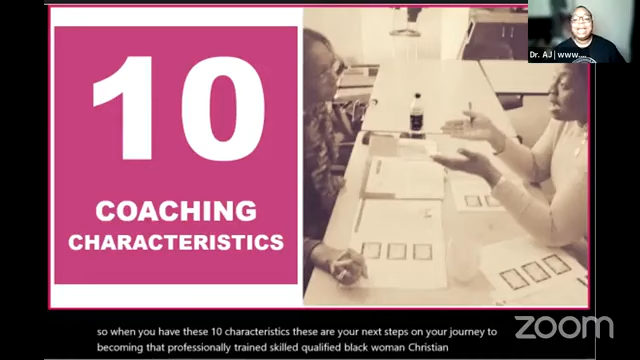 10
COACHING
CHARACTERISTICS
Dr. AJ | www....
so when you have these 10 characteristics these are your next steps on your journey to
becoming that professionally trained skilled qualified black woman Christian
zoom